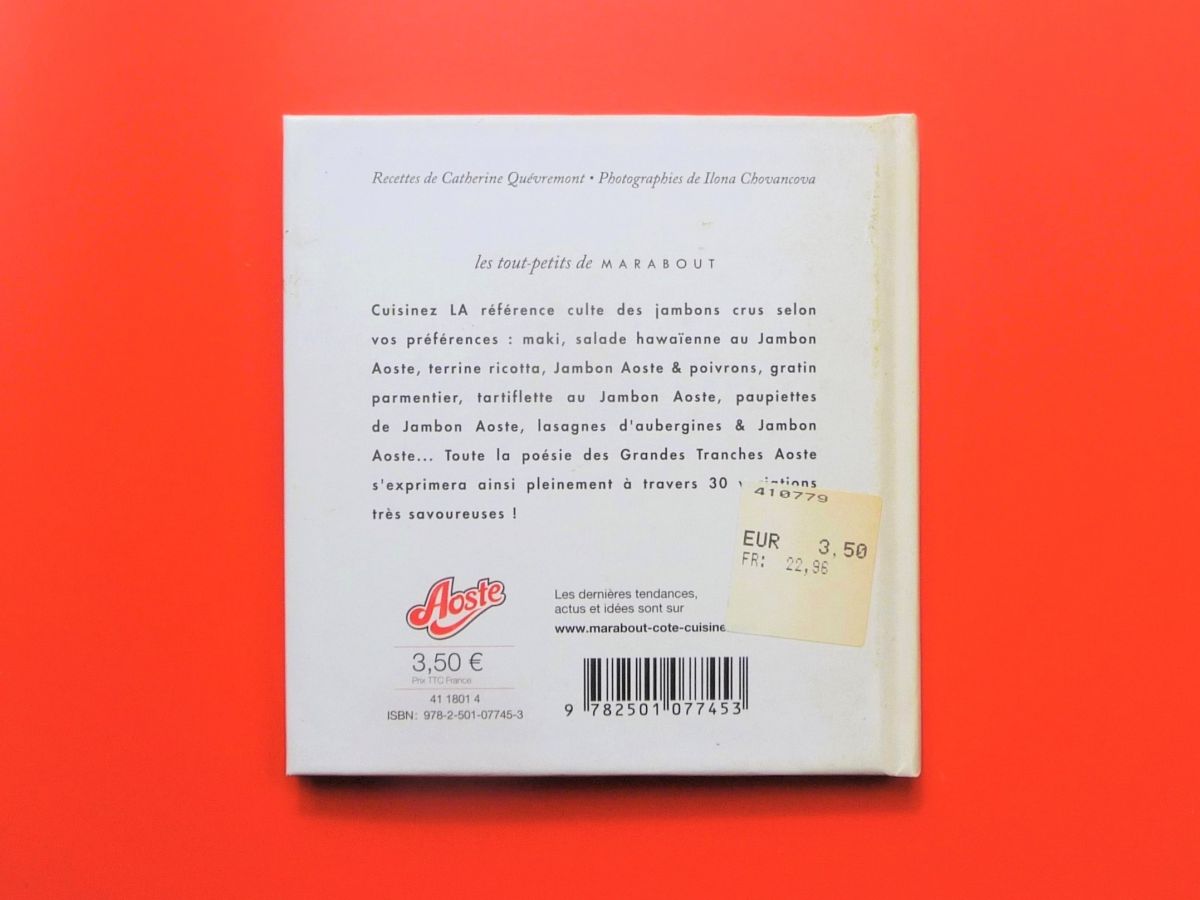 Recettes de Catherine Quévremont • Photographies de Ilona Chovancova
les tout-petits de MARABOUT
Cuisinez LA référence culte des jambons crus selon
vos préférences : maki, salade hawaïenne au Jambon
Aoste, terrine ricotta, Jambon Aoste & poivrons, gratin
parmentier, tartiflette au Jambon Aoste, paupiettes
de Jambon Aoste, lasagnes d'aubergines & Jambon
Aoste... Toute la poésie des Grandes Tranches Aoste
s'exprimera ainsi pleinement à travers 30
très savoureuses !
410779
EUR 3,50
FR: 22,96
Aoste
3,50 €
Prix TTC France
41 1801 4
ISBN: 978-2-501-07745-3
Les dernières tendances,
actus et idées sont sur
www.marabout-cote-cuisine.
9 782501 077453